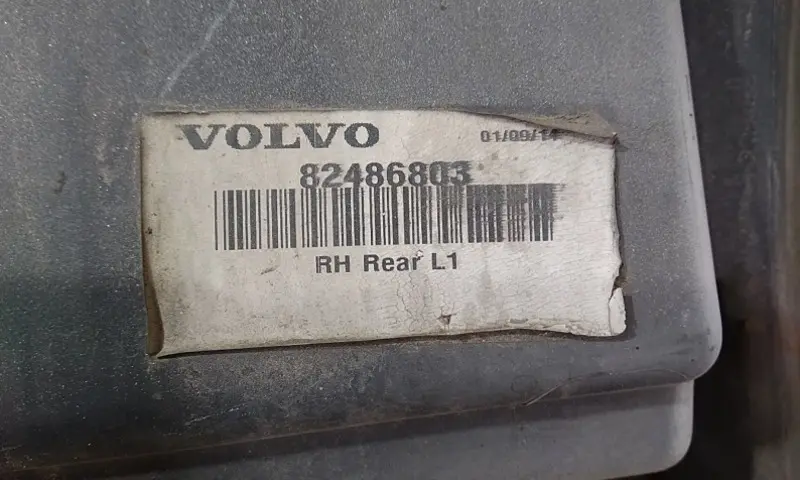 VOLVO
01/09/14
82486803
RH Rear L1